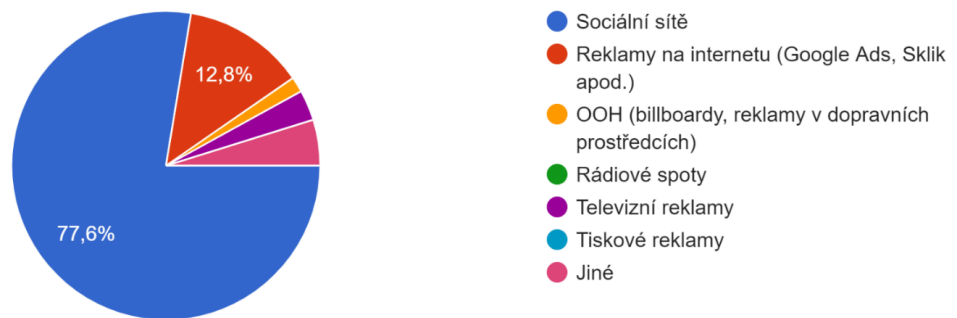 12,8%
77,6%
Sociální sítě
Reklamy na internetu (Google Ads, Sklik
apod.)
OOH (billboardy, reklamy v dopravních
prostředcích)
Rádiové spoty
Televizní reklamy
Tiskové reklamy
Jiné